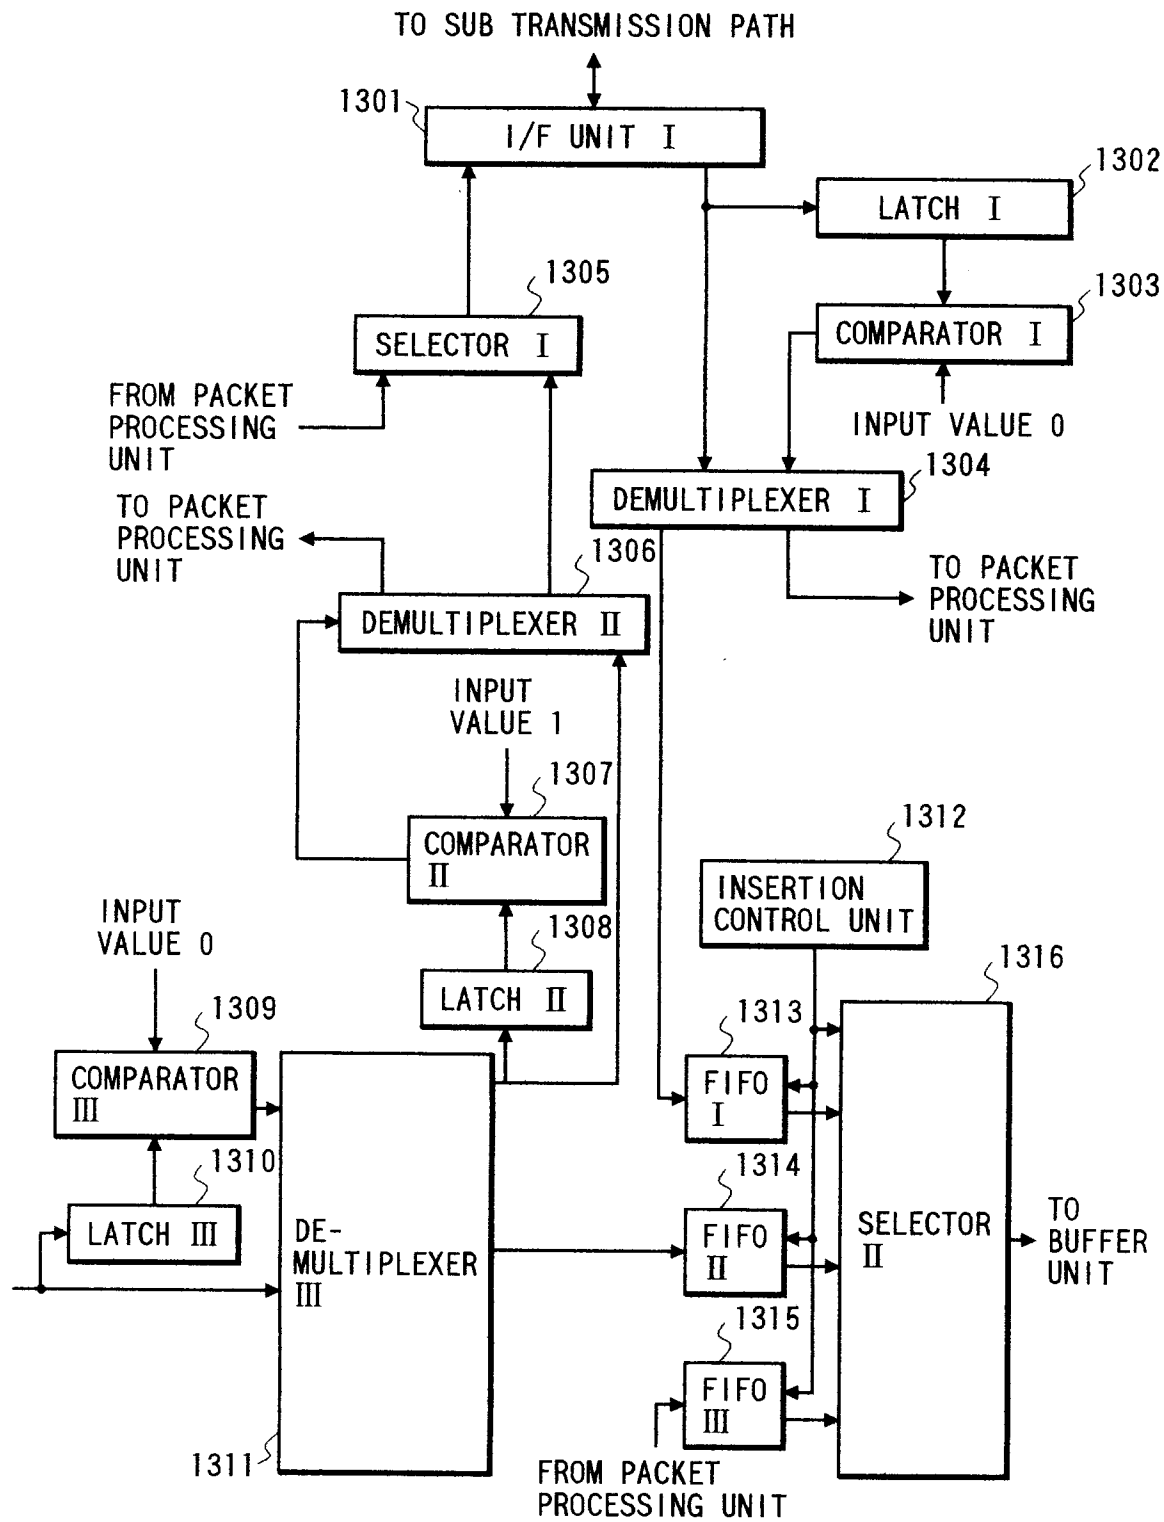 TO SUB TRANSMISSION PATH
1301
I/F UNIT I
1302
LATCH I
1305
1303
SELECTOR I
COMPARATOR I
FROM PACKET
PROCESSING
UNIT
INPUT VALUE 0
1304
DEMULTIPLEXER I
TO PACKET
PROCESSING
UNIT
1306
TO PACKET
PROCESSING
UNIT
DEMULTIPLEXER II
INPUT
VALUE 1
1307
COMPARATOR
II
1312
INSERTION
CONTROL UNIT
INPUT
VALUE 0
1308
LATCH II
1316
1309
COMPARATOR
III
1313
FIFO
I
1310
LATCH III
1314
FIFO
II
DE-
MULTIPLEXER
III
SELECTOR
II
TO
BUFFER
UNIT
1315
FIFO
III
1311
FROM PACKET
PROCESSING UNIT